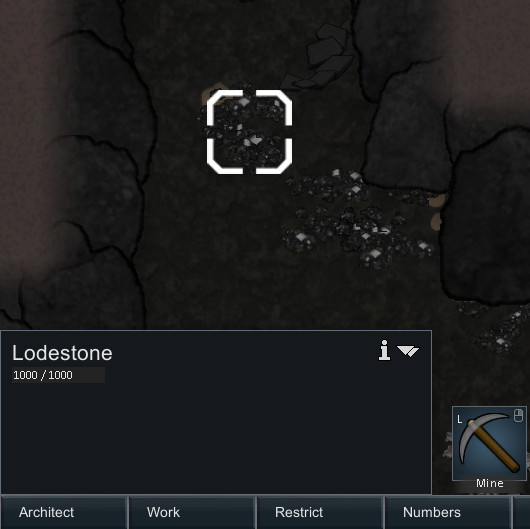 Lodestone
1000 / 1000
L
Mine
Architect
Work
Restrict
Numbers